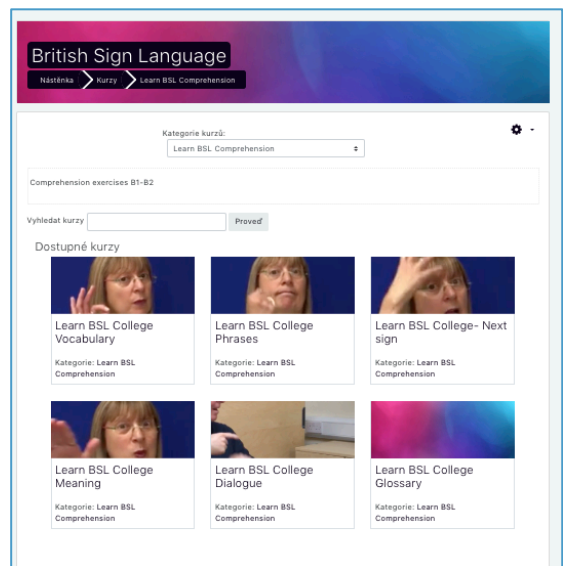 British Sign Language
Nástěnka Kurzy Learn BSL Comprehension
Kategorie kurzů:
Learn BSL Comprehension
Comprehension exercises B1-B2
Vyhledat kurzy Proveď
Dostupné kurzy
Learn BSL College
Vocabulary
Kategorie: Learn BSL
Comprehension
Learn BSL College
Phrases
Kategorie: Learn BSL
Comprehension
Learn BSL College- Next
sign
Kategorie: Learn BSL
Comprehension
Learn BSL College
Meaning
Kategorie: Learn BSL
Comprehension
Learn BSL College
Dialogue
Kategorie: Learn BSL
Comprehension
Learn BSL College
Glossary
Kategorie: Learn BSL
Comprehension